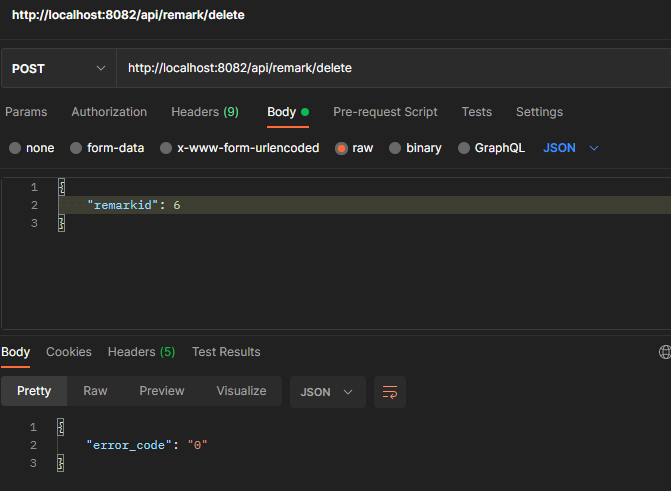 http://localhost:8082/api/remark/delete
POST http://localhost:8082/api/remark/delete
Params Authorization Headers (9) Body Pre-request Script Tests Settings
none form-data x-www-form-urlencoded raw binary GraphQL JSON
1 {
2 "remarkid": 6
3 }
Body Cookies Headers (5) Test Results
Pretty Raw Preview Visualize JSON
1 {
2 "error_code": "0"
3 }